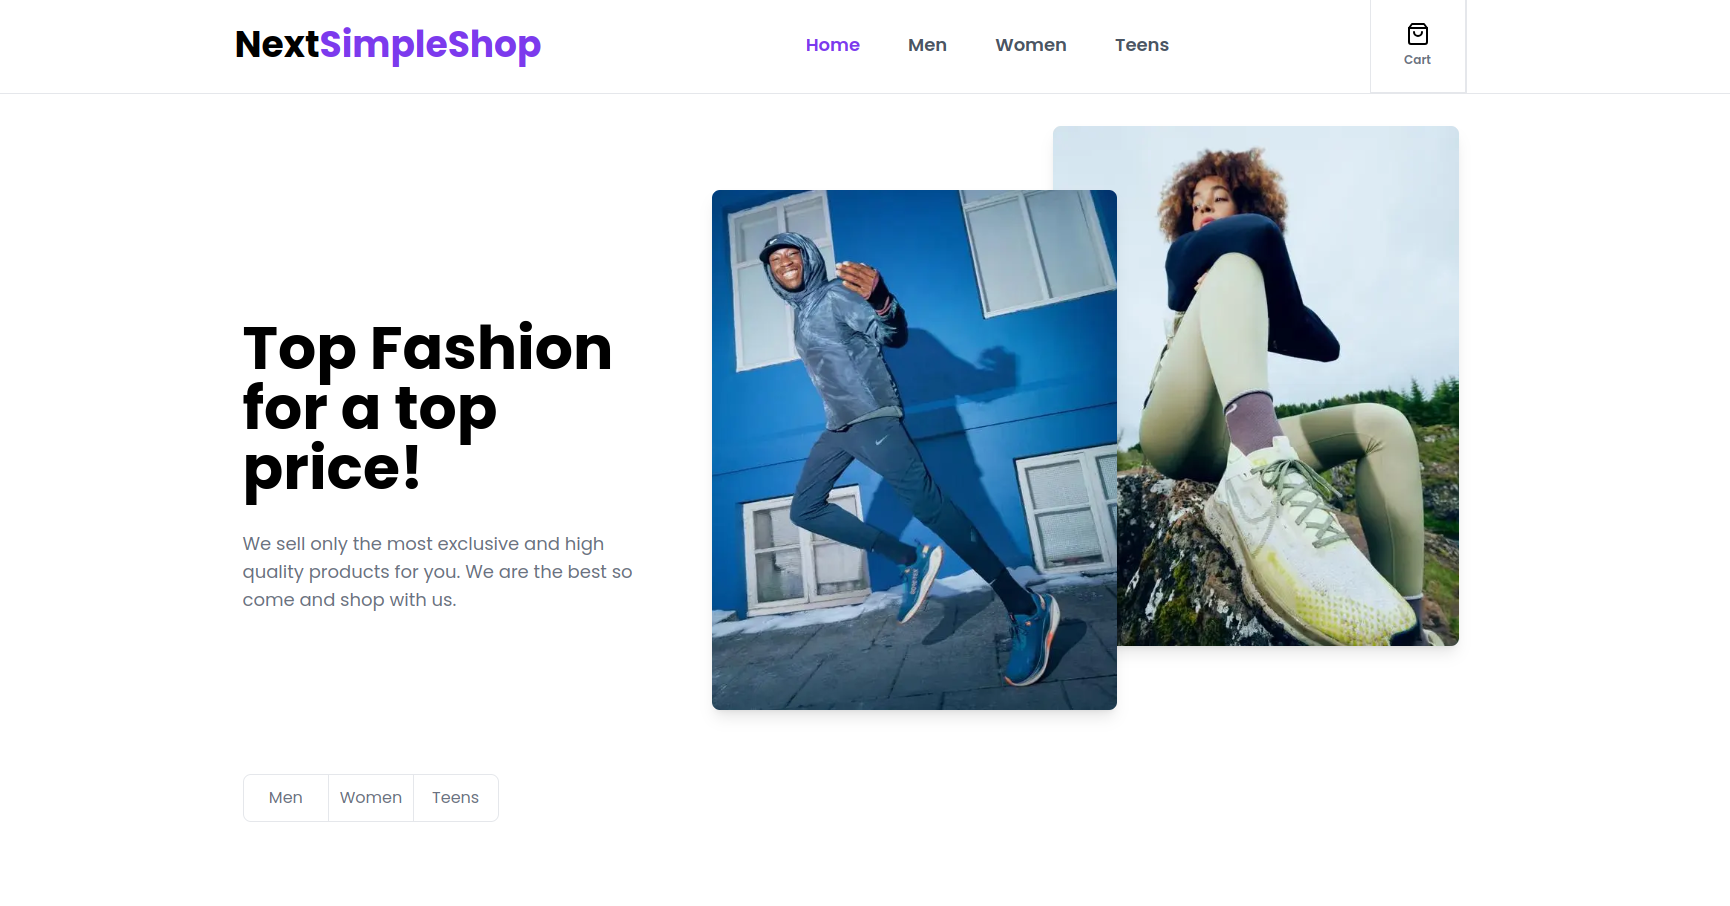 NextSimpleShop
Home
Men
Women
Teens
Cart
Top Fashion
for a top
price!
We sell only the most exclusive and high
quality products for you. We are the best so
come and shop with us.
Men
Women
Teens